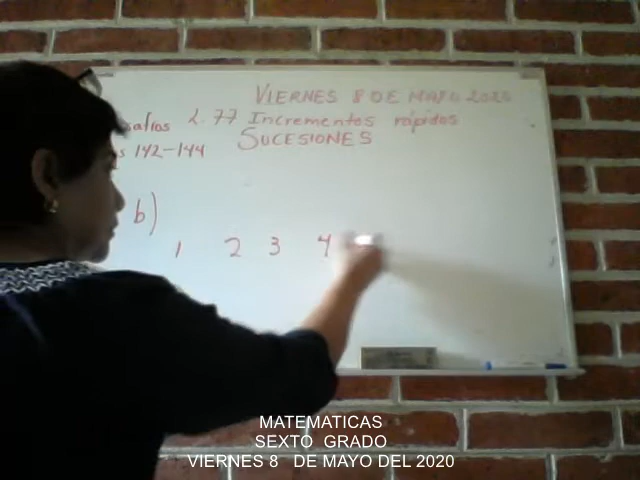 VIERNES 8 DE MAYO 2020
safíos L.77 Incrementos rápidos
SUCESIONES
s 142-144
b)
1 2 3 4
MATEMATICAS
SEXTO GRADO
VIERNES 8 DE MAYO DEL 2020